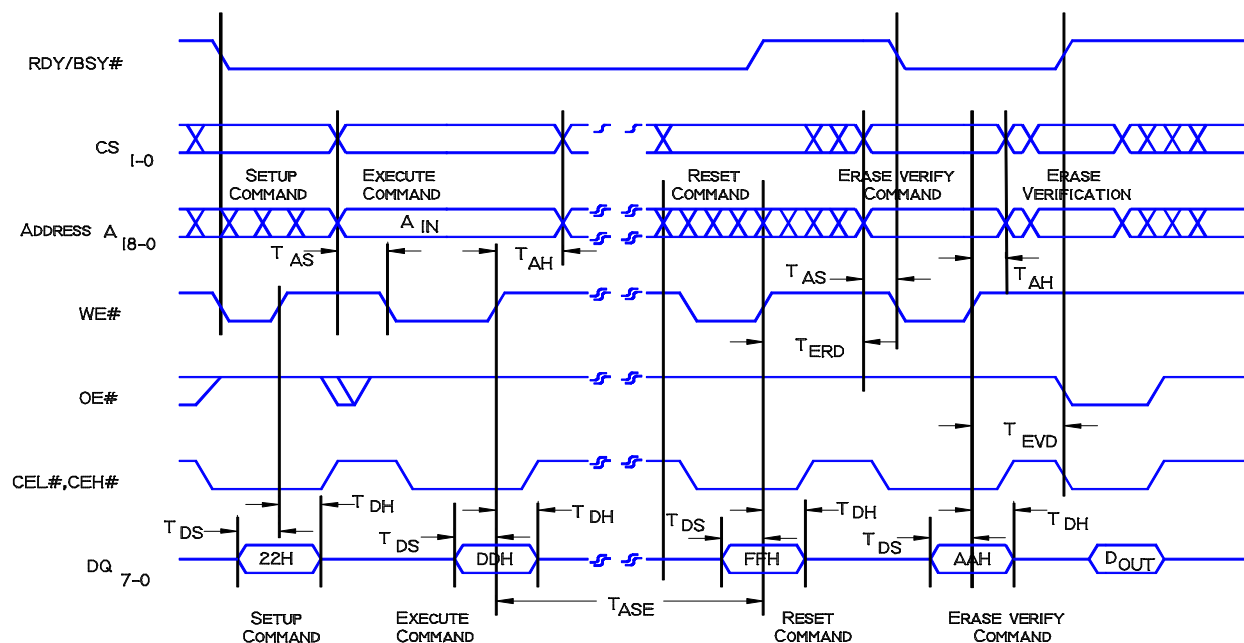 RDY/BSY#
CS I-0
SETUP COMMAND
EXECUTE COMMAND
RESET COMMAND
ERASE VERIFY COMMAND
ERASE VERIFICATION
ADDRESS A I8-0
A IN
T AS
T AH
T AS
T AH
WE#
T ERD
OE#
T EVD
CEL#,CEH#
T DS
T DH
T DS
T DH
T DS
T DH
T DS
T DH
DQ 7-0
22H
DDH
FFH
AAH
D OUT
T ASE
SETUP COMMAND
EXECUTE COMMAND
RESET COMMAND
ERASE VERIFY COMMAND